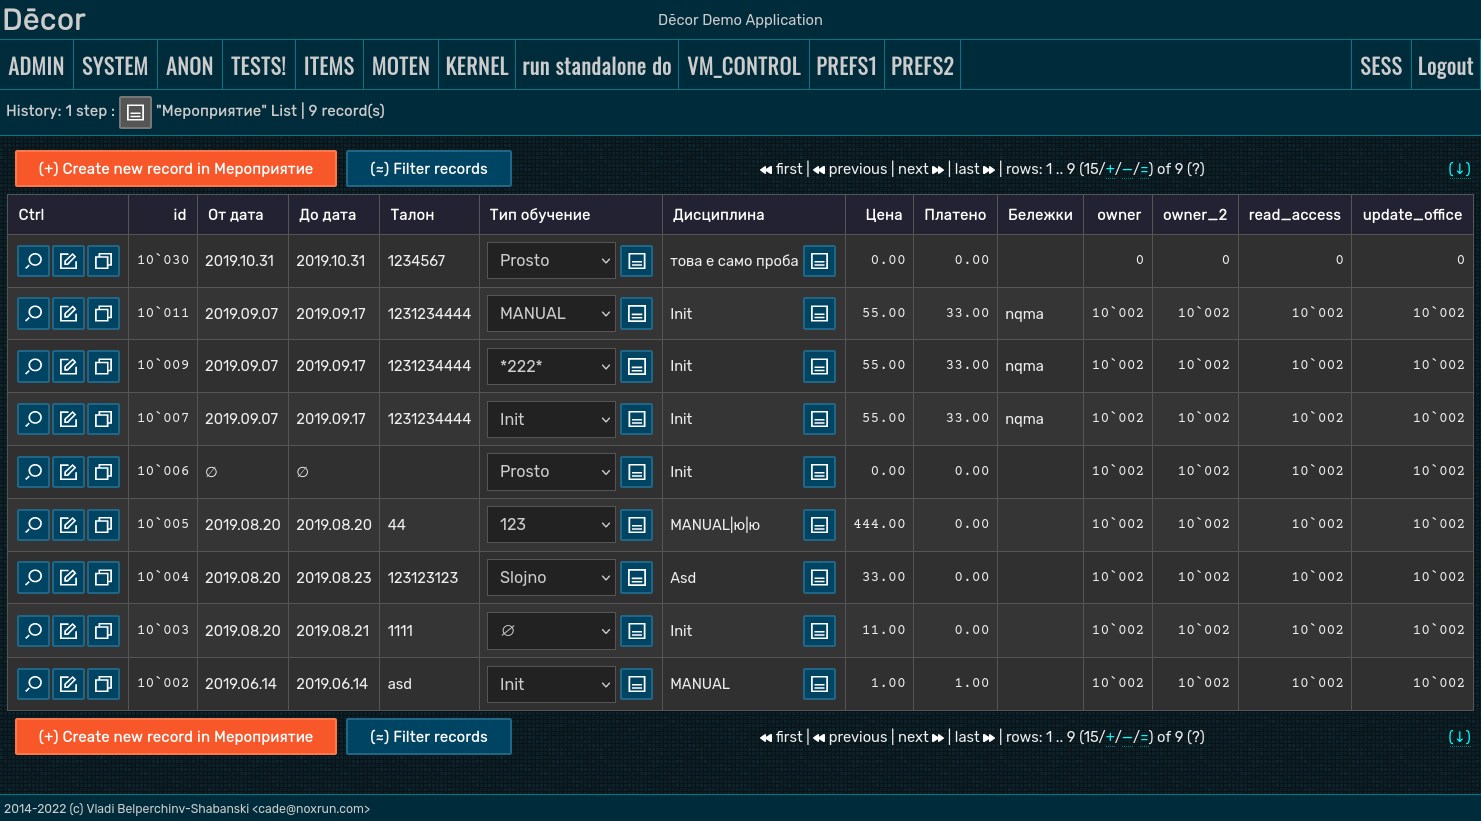 Dēcor
Dēcor Demo Application
ADMIN SYSTEM ANON TESTS! ITEMS MOTEN KERNEL run standalone do VM_CONTROL PREFS1 PREFS2 SESS Logout
History: 1 step : "Мероприятие" List | 9 record(s)
(+) Create new record in Мероприятие (≈) Filter records first | previous | next | last | rows: 1 .. 9 (15/+/−/=) of 9 (?) (↓)
Ctrl id От дата До дата Талон Тип обучение Дисциплина Цена Платено Бележки owner owner_2 read_access update_office
10`030 2019.10.31 2019.10.31 1234567 Prosto това е само проба 0.00 0.00 0 0 0 0
10`011 2019.09.07 2019.09.17 1231234444 MANUAL Init 55.00 33.00 nqma 10`002 10`002 10`002 10`002
10`009 2019.09.07 2019.09.17 1231234444 *222* Init 55.00 33.00 nqma 10`002 10`002 10`002 10`002
10`007 2019.09.07 2019.09.17 1231234444 Init Init 55.00 33.00 nqma 10`002 10`002 10`002 10`002
10`006 ∅ ∅ Prosto Init 0.00 0.00 10`002 10`002 10`002 10`002
10`005 2019.08.20 2019.08.20 44 123 MANUAL|ю|ю 444.00 0.00 10`002 10`002 10`002 10`002
10`004 2019.08.20 2019.08.23 123123123 Slojno Asd 33.00 0.00 10`002 10`002 10`002 10`002
10`003 2019.08.20 2019.08.21 1111 ∅ Init 11.00 0.00 10`002 10`002 10`002 10`002
10`002 2019.06.14 2019.06.14 asd Init MANUAL 1.00 1.00 10`002 10`002 10`002 10`002
(+) Create new record in Мероприятие (≈) Filter records first | previous | next | last | rows: 1 .. 9 (15/+/−/=) of 9 (?) (↓)
2014-2022 (c) Vladi Belperchinv-Shabanski <cade@noxrun.com>